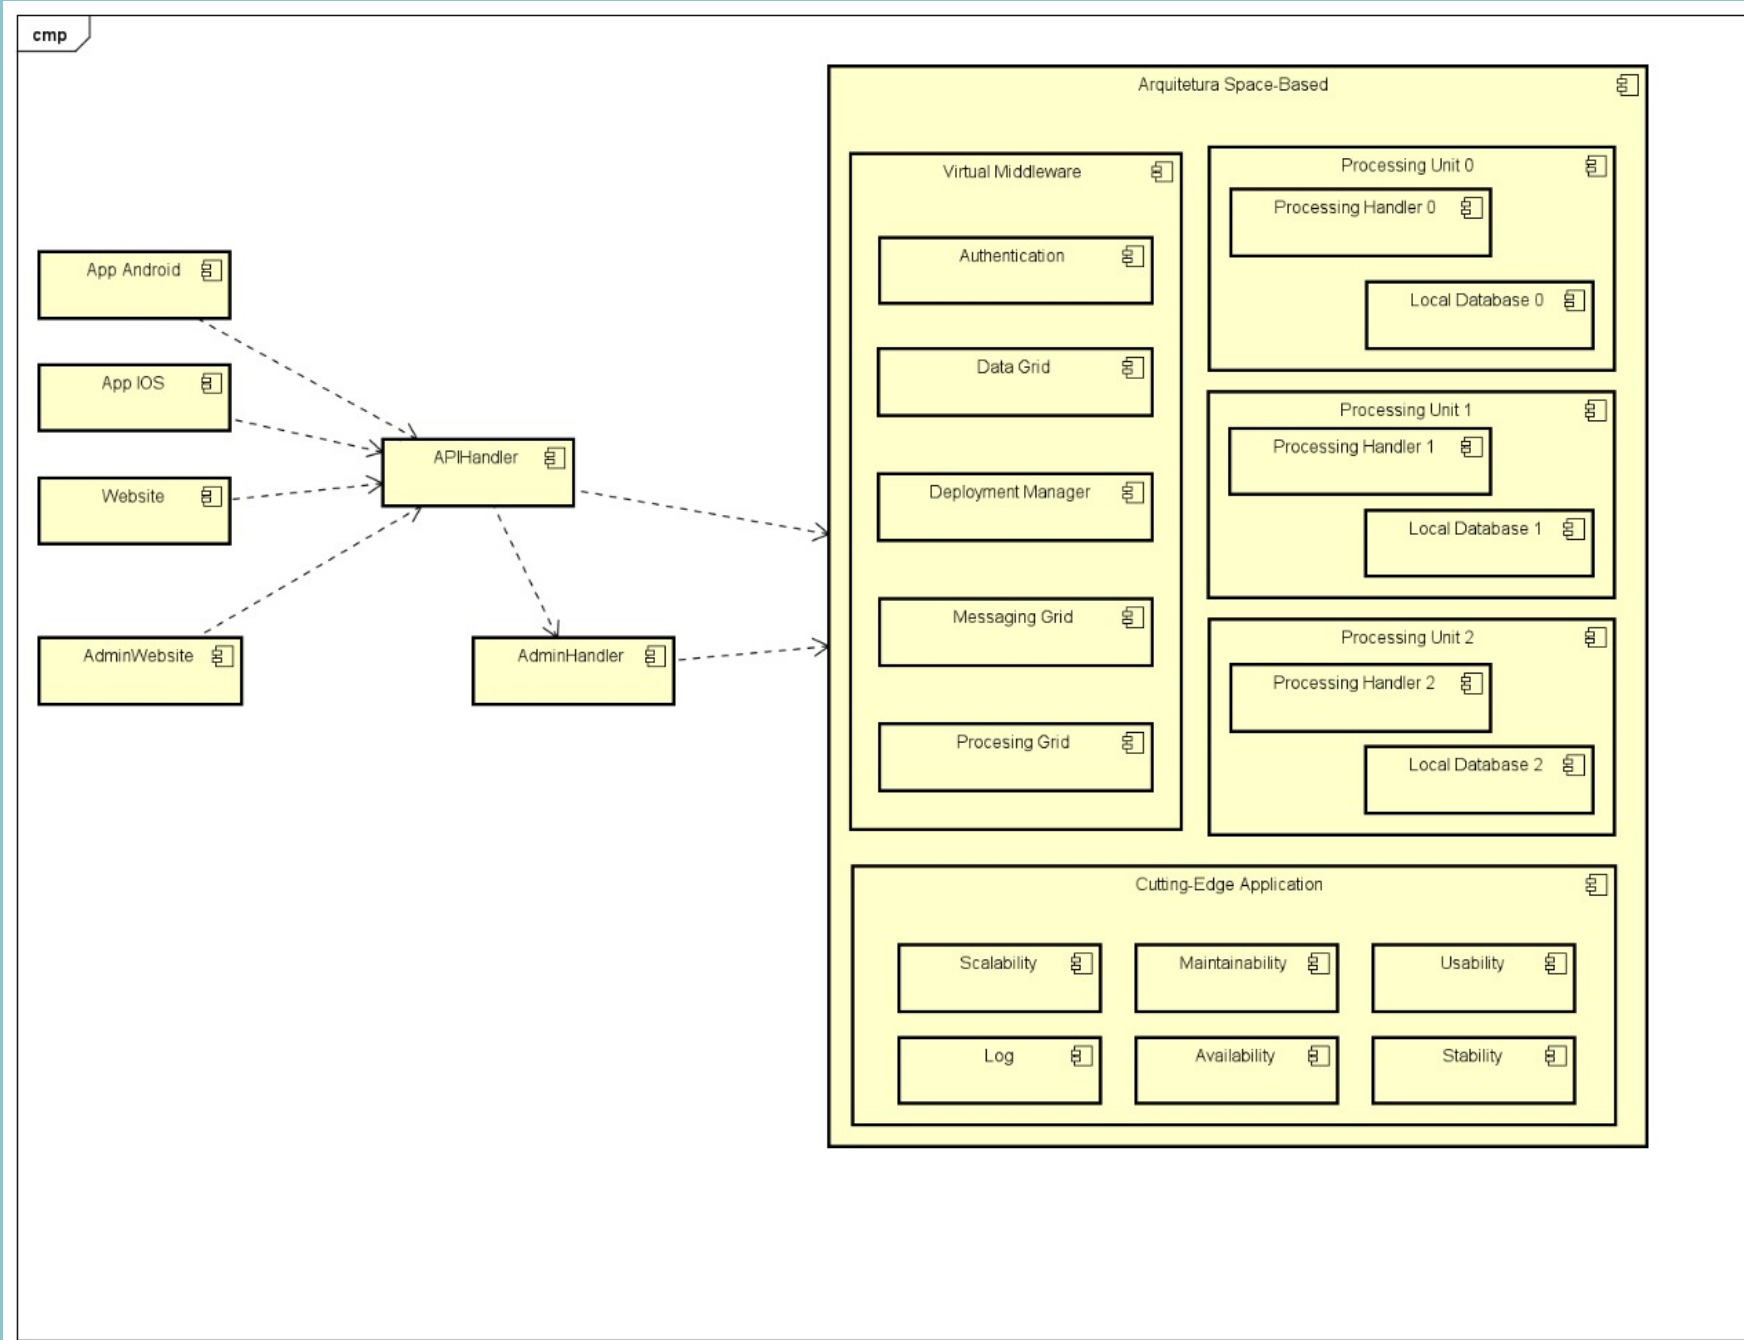 cmp
Arquitetura Space-Based
Virtual Middleware
Authentication
Data Grid
Deployment Manager
Messaging Grid
Procesing Grid
Processing Unit 0
Processing Handler 0
Local Database 0
Processing Unit 1
Processing Handler 1
Local Database 1
Processing Unit 2
Processing Handler 2
Local Database 2
Cutting-Edge Application
Scalability
Maintainability
Usability
Log
Availability
Stability
App Android
App IOS
Website
AdminWebsite
APIHandler
AdminHandler